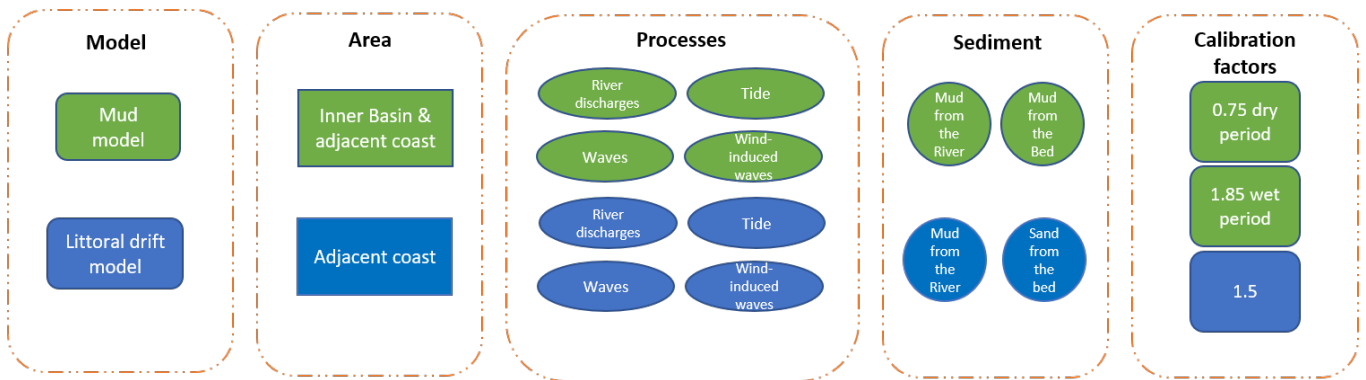 Model
Mud
model
Littoral drift
model
Area
Inner Basin &
adjacent coast
Adjacent coast
Processes
River
discharges
Tide
Waves
Wind-
induced
waves
River
discharges
Tide
Waves
Wind-
induced
waves
Sediment
Mud
from
the
River
Mud
from
the
Bed
Mud
from
the
River
Sand
from
the
bed
Calibration
factors
0.75 dry
period
1.85 wet
period
1.5